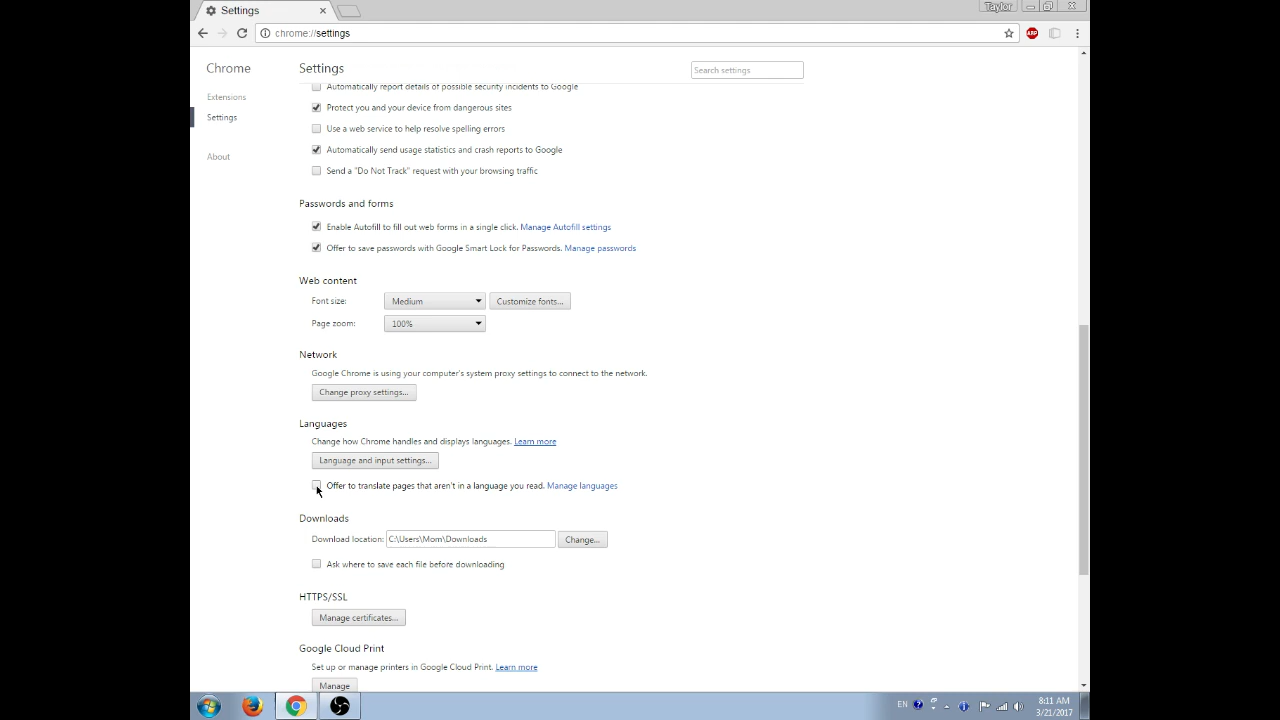 Settings
Taylor
chrome://settings
ABP
Chrome
Settings
Search settings
Extensions
Settings
About
Automatically report details of possible security incidents to Google
Protect you and your device from dangerous sites
Use a web service to help resolve spelling errors
Automatically send usage statistics and crash reports to Google
Send a "Do Not Track" request with your browsing traffic
Passwords and forms
Enable Autofill to fill out web forms in a single click. Manage Autofill settings
Offer to save passwords with Google Smart Lock for Passwords. Manage passwords
Web content
Font size: Medium Customize fonts...
Page zoom: 100%
Network
Google Chrome is using your computer's system proxy settings to connect to the network.
Change proxy settings...
Languages
Change how Chrome handles and displays languages. Learn more
Language and input settings...
Offer to translate pages that aren't in a language you read. Manage languages
Downloads
Download location: C:\Users\Mom\Downloads Change...
Ask where to save each file before downloading
HTTPS/SSL
Manage certificates...
Google Cloud Print
Set up or manage printers in Google Cloud Print. Learn more
Manage
EN
8:11 AM
3/21/2017